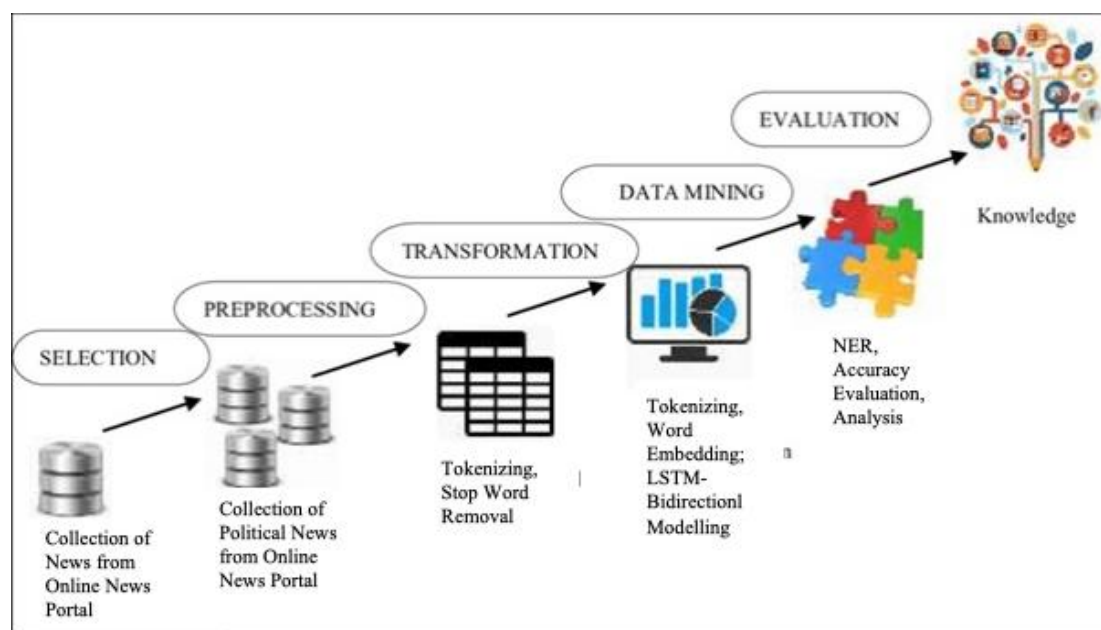 EVALUATION
DATA MINING
Knowledge
TRANSFORMATION
PREPROCESSING
SELECTION
NER,
Accuracy
Evaluation,
Analysis
Tokenizing,
Word
Embedding;
LSTM-
Bidirectionl
Modelling
n
Tokenizing,
Stop Word
Removal
Collection of
Political News
from Online
News Portal
Collection of
News from
Online News
Portal